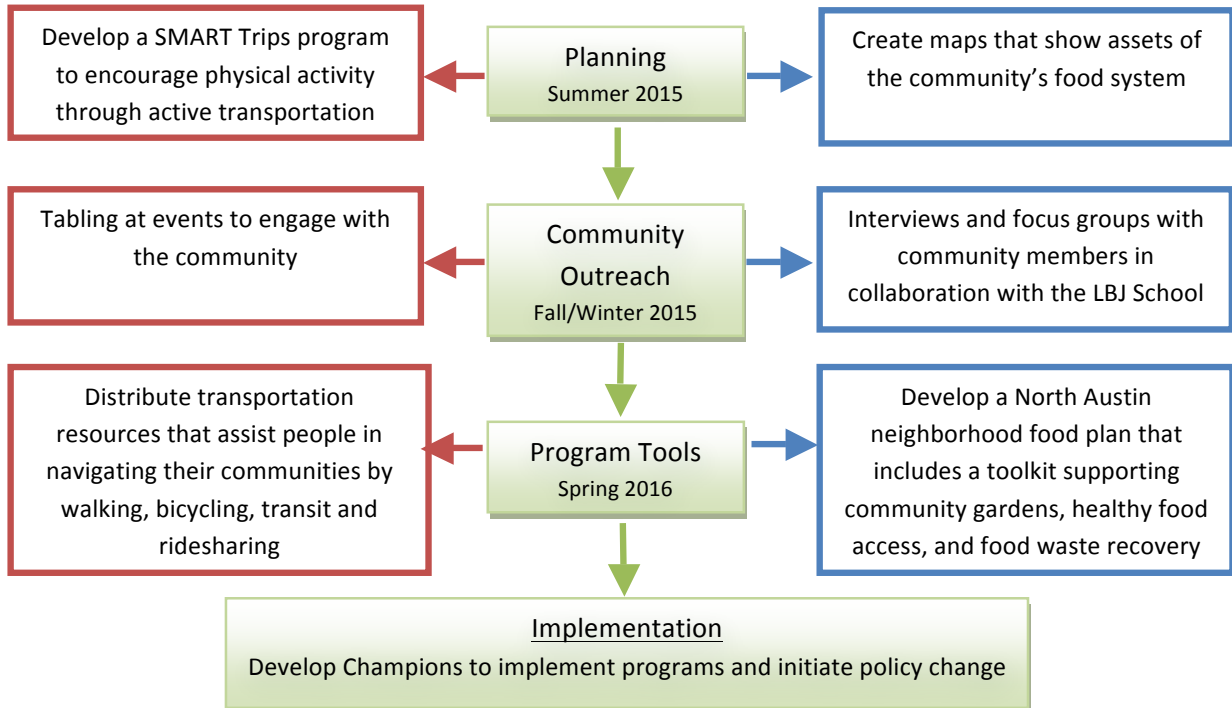 Develop a SMART Trips program
to encourage physical activity
through active transportation
Planning
Summer 2015
Create maps that show assets of
the community’s food system
Tabling at events to engage with
the community
Community
Outreach
Fall/Winter 2015
Interviews and focus groups with
community members in
collaboration with the LBJ School
Distribute transportation
resources that assist people in
navigating their communities by
walking, bicycling, transit and
ridesharing
Program Tools
Spring 2016
Develop a North Austin
neighborhood food plan that
includes a toolkit supporting
community gardens, healthy food
access, and food waste recovery
Implementation
Develop Champions to implement programs and initiate policy change